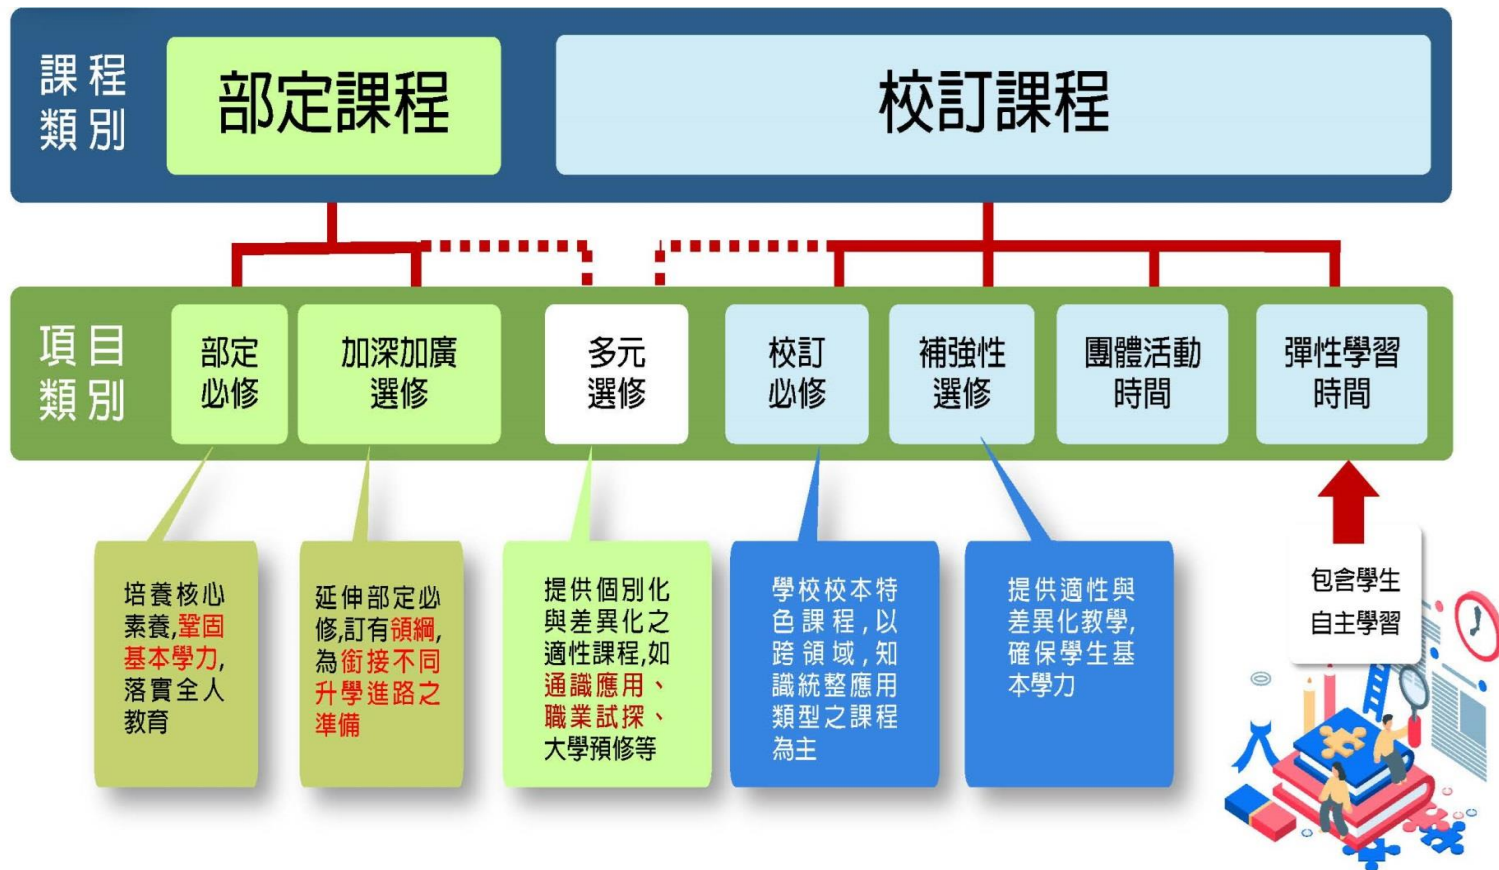 課程
類別
部定課程
校訂課程
項目
類別
部定
必修
加深加廣
選修
多元
選修
校訂
必修
補強性
選修
團體活動
時間
彈性學習
時間
培養核心
素養,鞏固
基本學力,
落實全人
教育
延伸部定必
修,訂有領綱,
為銜接不同
升學進路之
準備
提供個別化
與差異化之
適性課程,如
通識應用、
職業試探、
大學預修等
學校校本特
色課程,以
跨領域,知
識統整應用
類型之課程
為主
提供適性與
差異化教學,
確保學生基
本學力
包含學生
自主學習